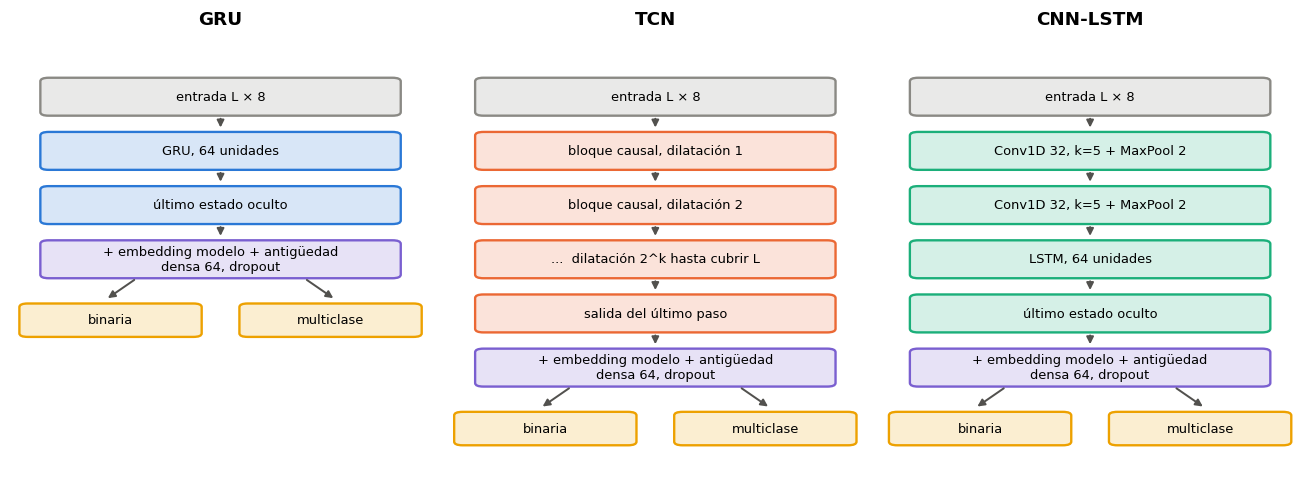 GRU
entrada L × 8
GRU, 64 unidades
último estado oculto
+ embedding modelo + antigüedad
densa 64, dropout
binaria
multiclase
TCN
entrada L × 8
bloque causal, dilatación 1
bloque causal, dilatación 2
... dilatación 2^k hasta cubrir L
salida del último paso
+ embedding modelo + antigüedad
densa 64, dropout
binaria
multiclase
CNN-LSTM
entrada L × 8
Conv1D 32, k=5 + MaxPool 2
Conv1D 32, k=5 + MaxPool 2
LSTM, 64 unidades
último estado oculto
+ embedding modelo + antigüedad
densa 64, dropout
binaria
multiclase